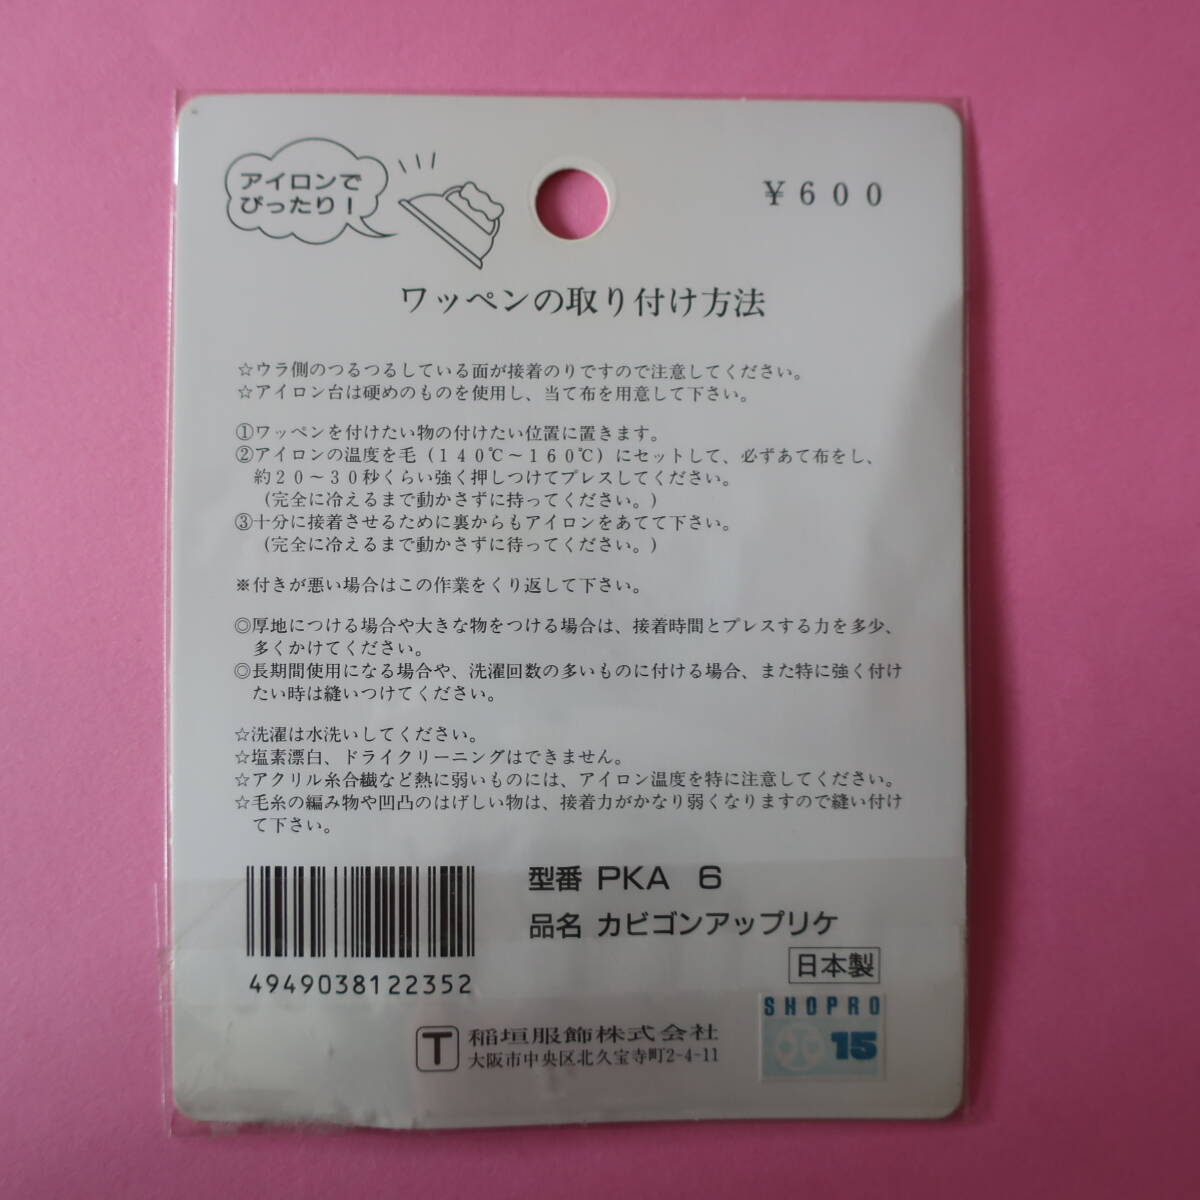 アイロンで
ぴったり！
￥６００
ワッペンの取り付け方法
☆ウラ側のつるつるしている面が接着のりですので注意してください。
☆アイロン台は硬めのものを使用し、当て布を用意して下さい。
①ワッペンを付けたい物の付けたい位置に置きます。
②アイロンの温度を毛（１４０℃～１６０℃）にセットして、必ずあて布をし、
約２０～３０秒くらい強く押しつけてプレスしてください。
（完全に冷えるまで動かさずに持ってください。）
③十分に接着させるために裏からもアイロンをあてて下さい。
（完全に冷えるまで動かさずに待ってください。）
※付きが悪い場合はこの作業をくり返して下さい。
◎厚地につける場合や大きな物をつける場合は、接着時間とプレスする力を多少、
多くかけてください。
◎長期間使用になる場合や、洗濯回数の多いものに付ける場合、また特に強く付け
たい時は縫いつけてください。
☆洗濯は水洗いしてください。
☆塩素漂白、ドライクリーニングはできません。
☆アクリル糸合繊など熱に弱いものには、アイロン温度を特に注意してください。
☆毛糸の編み物や凹凸のはげしい物は、接着力がかなり弱くなりますので縫い付け
て下さい。
型番 PKA 6
品名 カビゴンアップリケ
日本製
4949038122352
T 稲垣服飾株式会社
大阪市中央区北久宝寺町2-4-11
SHOPRO
15